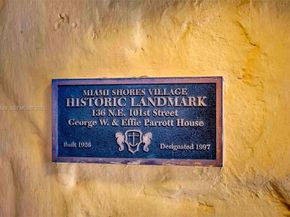 MIAMI SHORES VILLAGE
HISTORIC LANDMARK
136 N.E. 101st Street
George W. & Effie Parrott House
Built 1926
Designated 1997